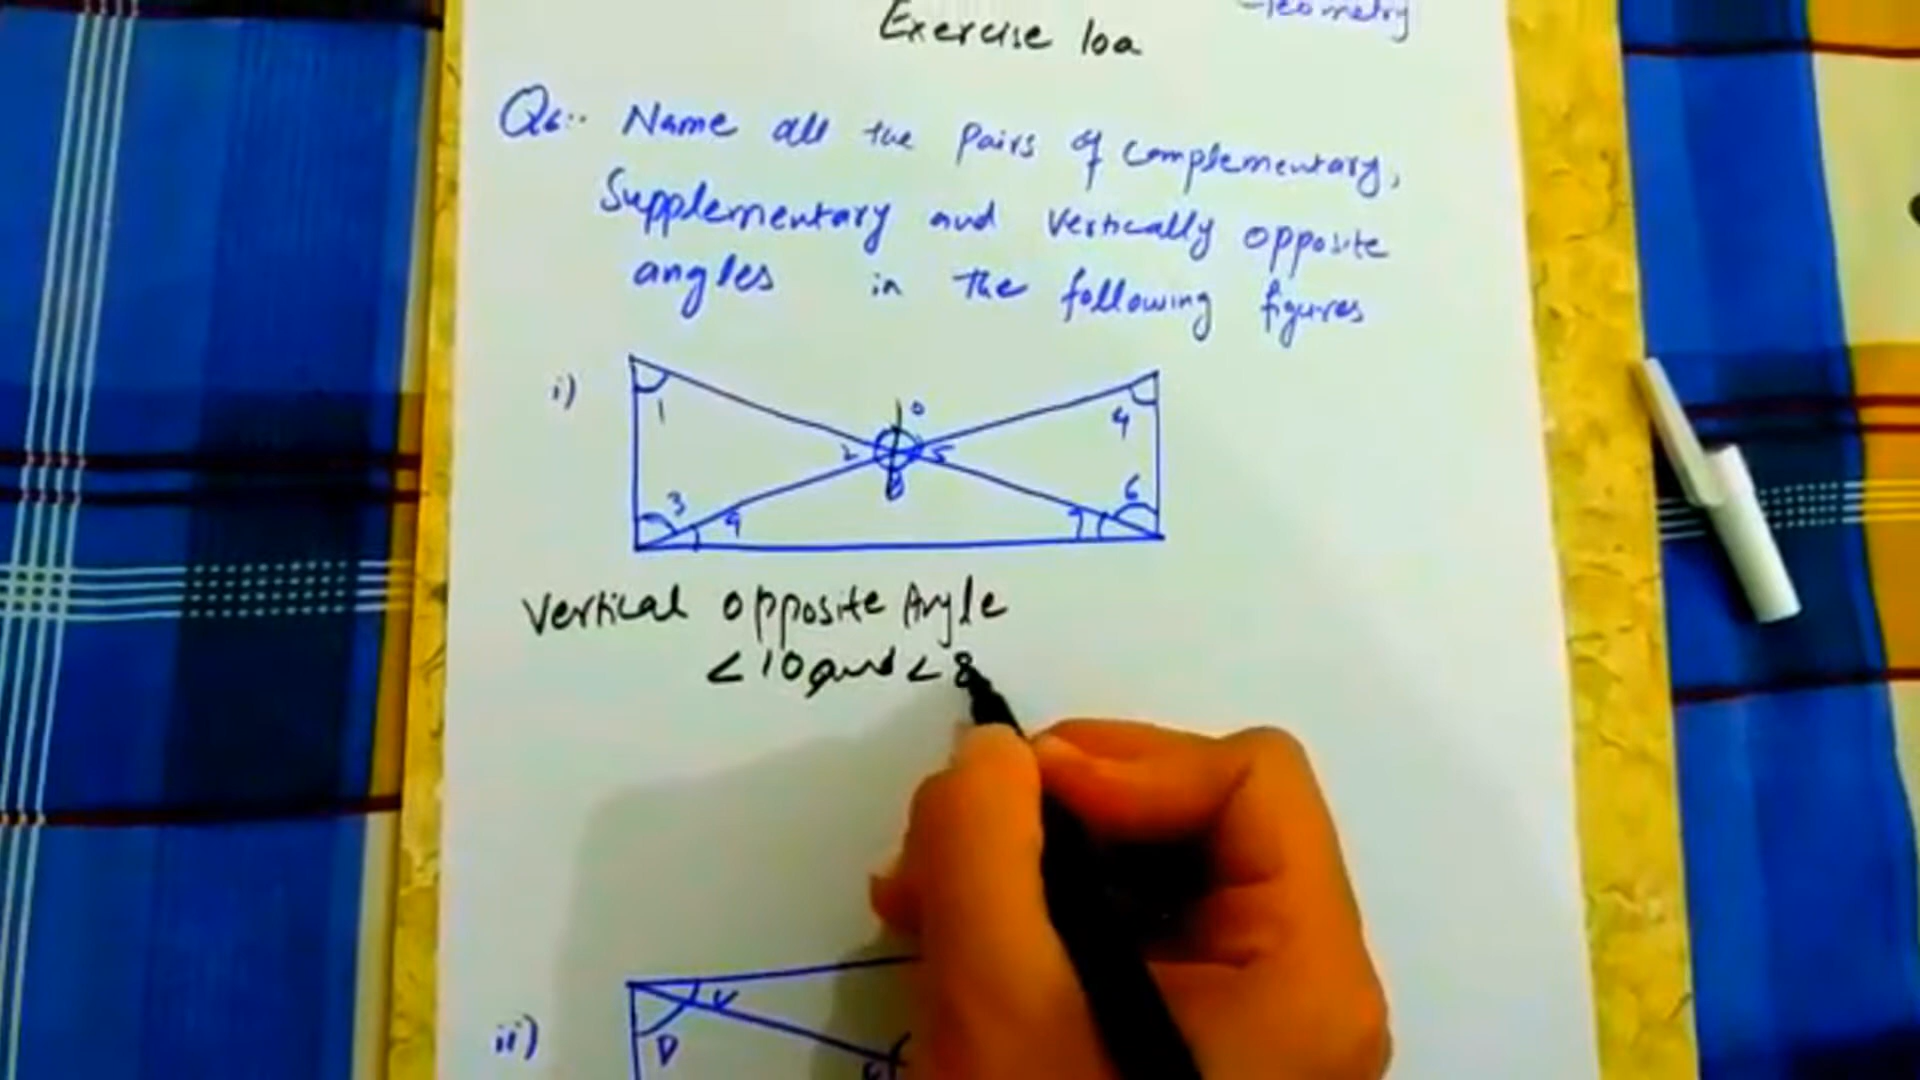 Geometry
Exercise 10a
Q6:- Name all the pairs of complementary,
Supplementary and vertically opposite
angles in the following figures
i)
1
10
4
2
5
8
3
6
9
7
Vertical opposite Angle
<10 and <8
ii)
D